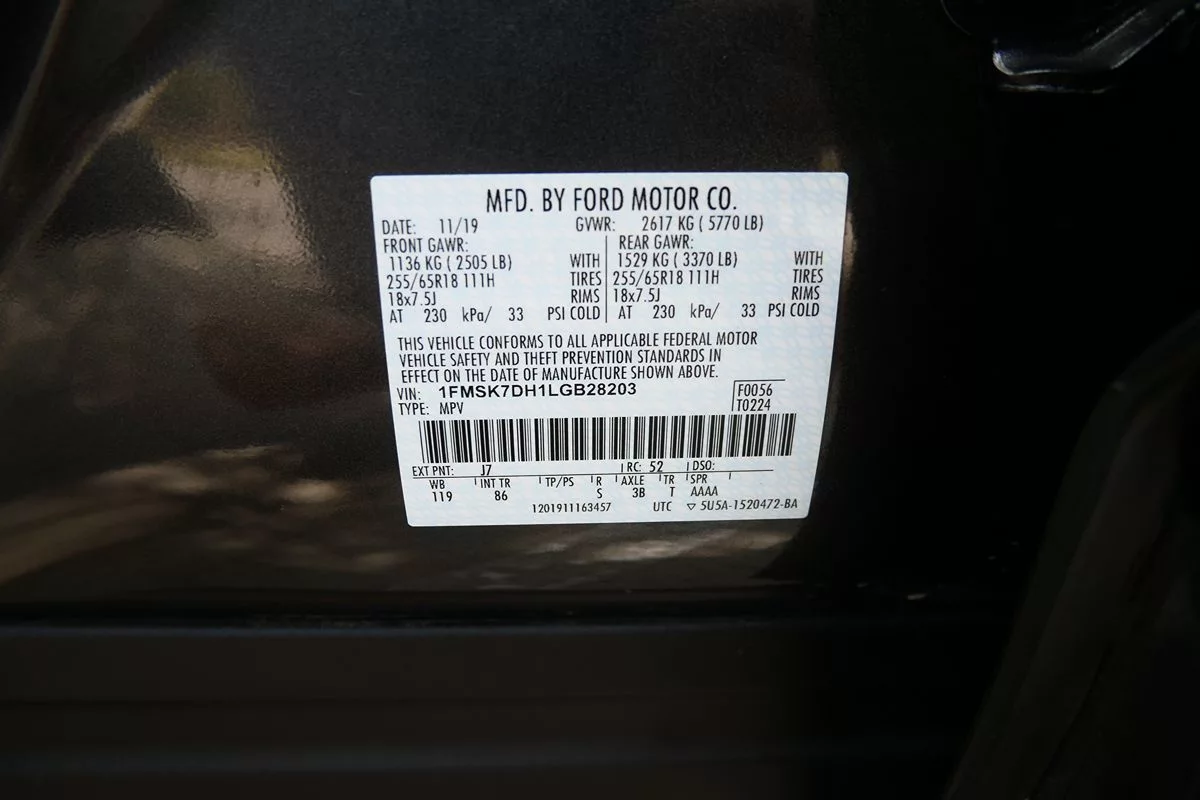 MFD. BY FORD MOTOR CO.
DATE: 11/19 GVWR: 2617 KG ( 5770 LB)
FRONT GAWR: REAR GAWR:
1136 KG ( 2505 LB) WITH 1529 KG ( 3370 LB) WITH
255/65R18 111H TIRES 255/65R18 111H TIRES
18x7.5J RIMS 18x7.5J RIMS
AT 230 kPa/ 33 PSI COLD AT 230 kPa/ 33 PSI COLD
THIS VEHICLE CONFORMS TO ALL APPLICABLE FEDERAL MOTOR
VEHICLE SAFETY AND THEFT PREVENTION STANDARDS IN
EFFECT ON THE DATE OF MANUFACTURE SHOWN ABOVE.
VIN: 1FMSK7DH1LGB28203 F0056
TYPE: MPV T0224
EXT PNT: J7 RC: 52 DSO:
WB INT TR TP/PS R AXLE TR SPR
119 86 S 3B T AAAA
1201911163457 UTC ▽ 5U5A-1520472-BA